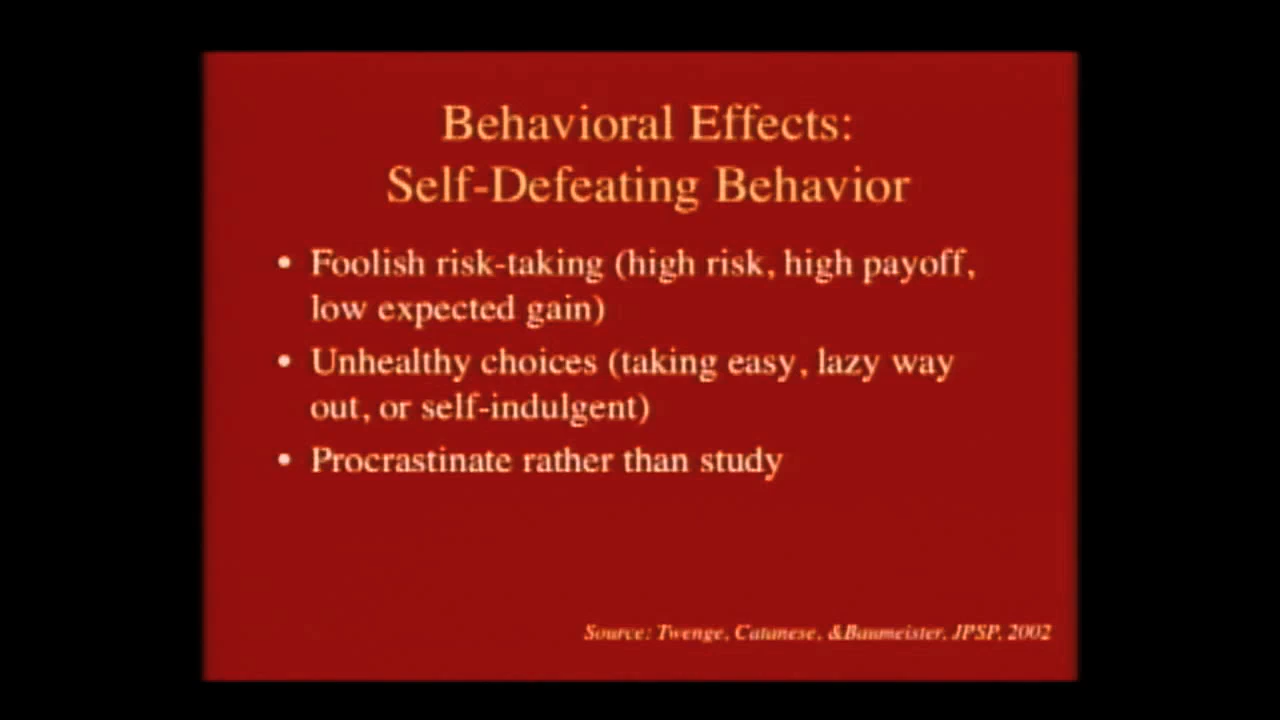 Behavioral Effects:
Self-Defeating Behavior
• Foolish risk-taking (high risk, high payoff,
low expected gain)
• Unhealthy choices (taking easy, lazy way
out, or self-indulgent)
• Procrastinate rather than study
Source: Twenge, Catanese, &Baumeister, JPSP, 2002